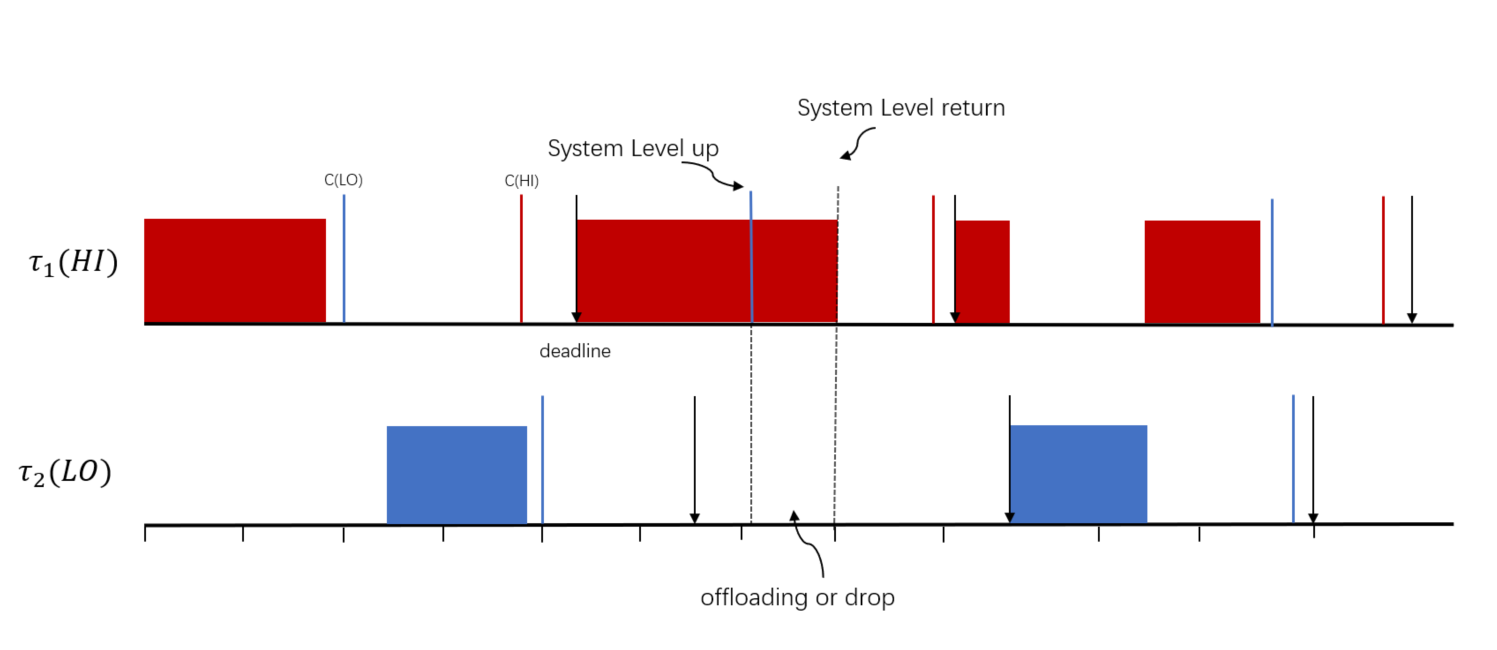 System Level return
System Level up
C(LO)
C(HI)
τ₁(HI)
deadline
τ₂(LO)
offloading or drop